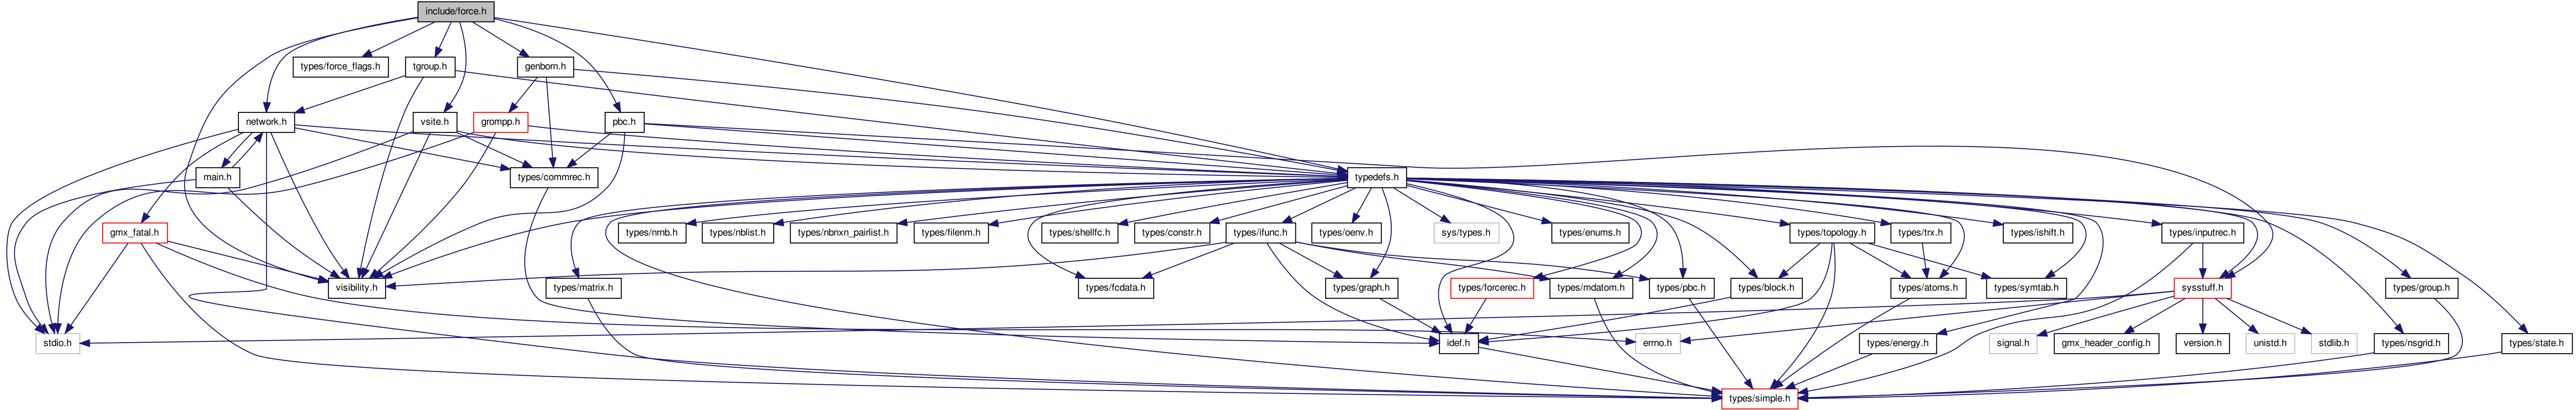 include/force.h
types/force_flags.h
tgroup.h
genborn.h
network.h
vsite.h
grompp.h
pbc.h
main.h
types/commrec.h
typedefs.h
gmx_fatal.h
types/nrnb.h
types/nblist.h
types/nbnxn_pairlist.h
types/filenm.h
types/shellfc.h
types/constr.h
types/ifunc.h
types/oenv.h
sys/types.h
types/enums.h
types/topology.h
types/trx.h
types/ishift.h
types/inputrec.h
visibility.h
types/matrix.h
types/fcdata.h
types/graph.h
types/forcerec.h
types/mdatom.h
types/pbc.h
types/block.h
types/atoms.h
types/symtab.h
sysstuff.h
types/group.h
stdio.h
idef.h
errno.h
types/energy.h
signal.h
gmx_header_config.h
version.h
unistd.h
stdlib.h
types/nsgrid.h
types/state.h
types/simple.h